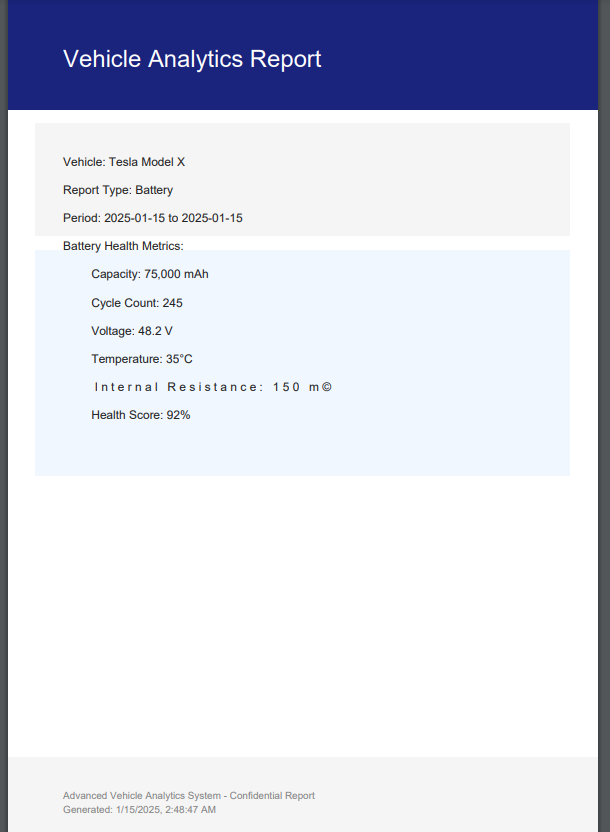 Vehicle Analytics Report
Vehicle: Tesla Model X
Report Type: Battery
Period: 2025-01-15 to 2025-01-15
Battery Health Metrics:
Capacity: 75,000 mAh
Cycle Count: 245
Voltage: 48.2 V
Temperature: 35°C
Internal Resistance: 150 m©
Health Score: 92%
Advanced Vehicle Analytics System - Confidential Report
Generated: 1/15/2025, 2:48:47 AM